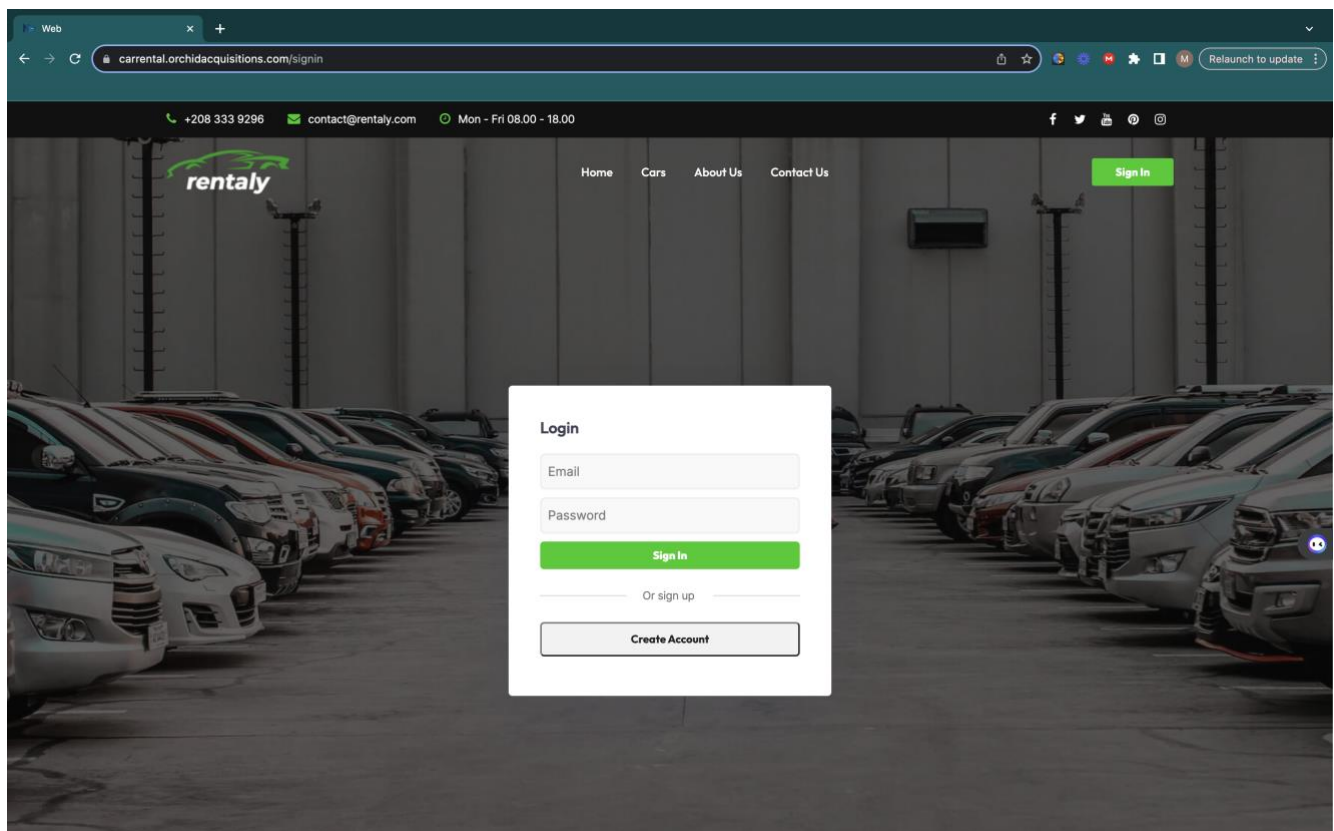 Web
carrental.orchidacquisitions.com/signin
M
M
Relaunch to update
+208 333 9296 contact@rentaly.com Mon - Fri 08.00 - 18.00
rentaly
Home Cars About Us Contact Us
Sign In
Login
Email
Password
Sign In
Or sign up
Create Account